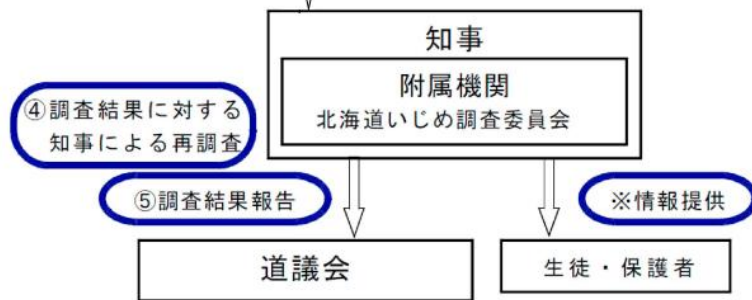 知事
附属機関
北海道いじめ調査委員会
④調査結果に対する
知事による再調査
⑤調査結果報告
※情報提供
道議会
生徒・保護者